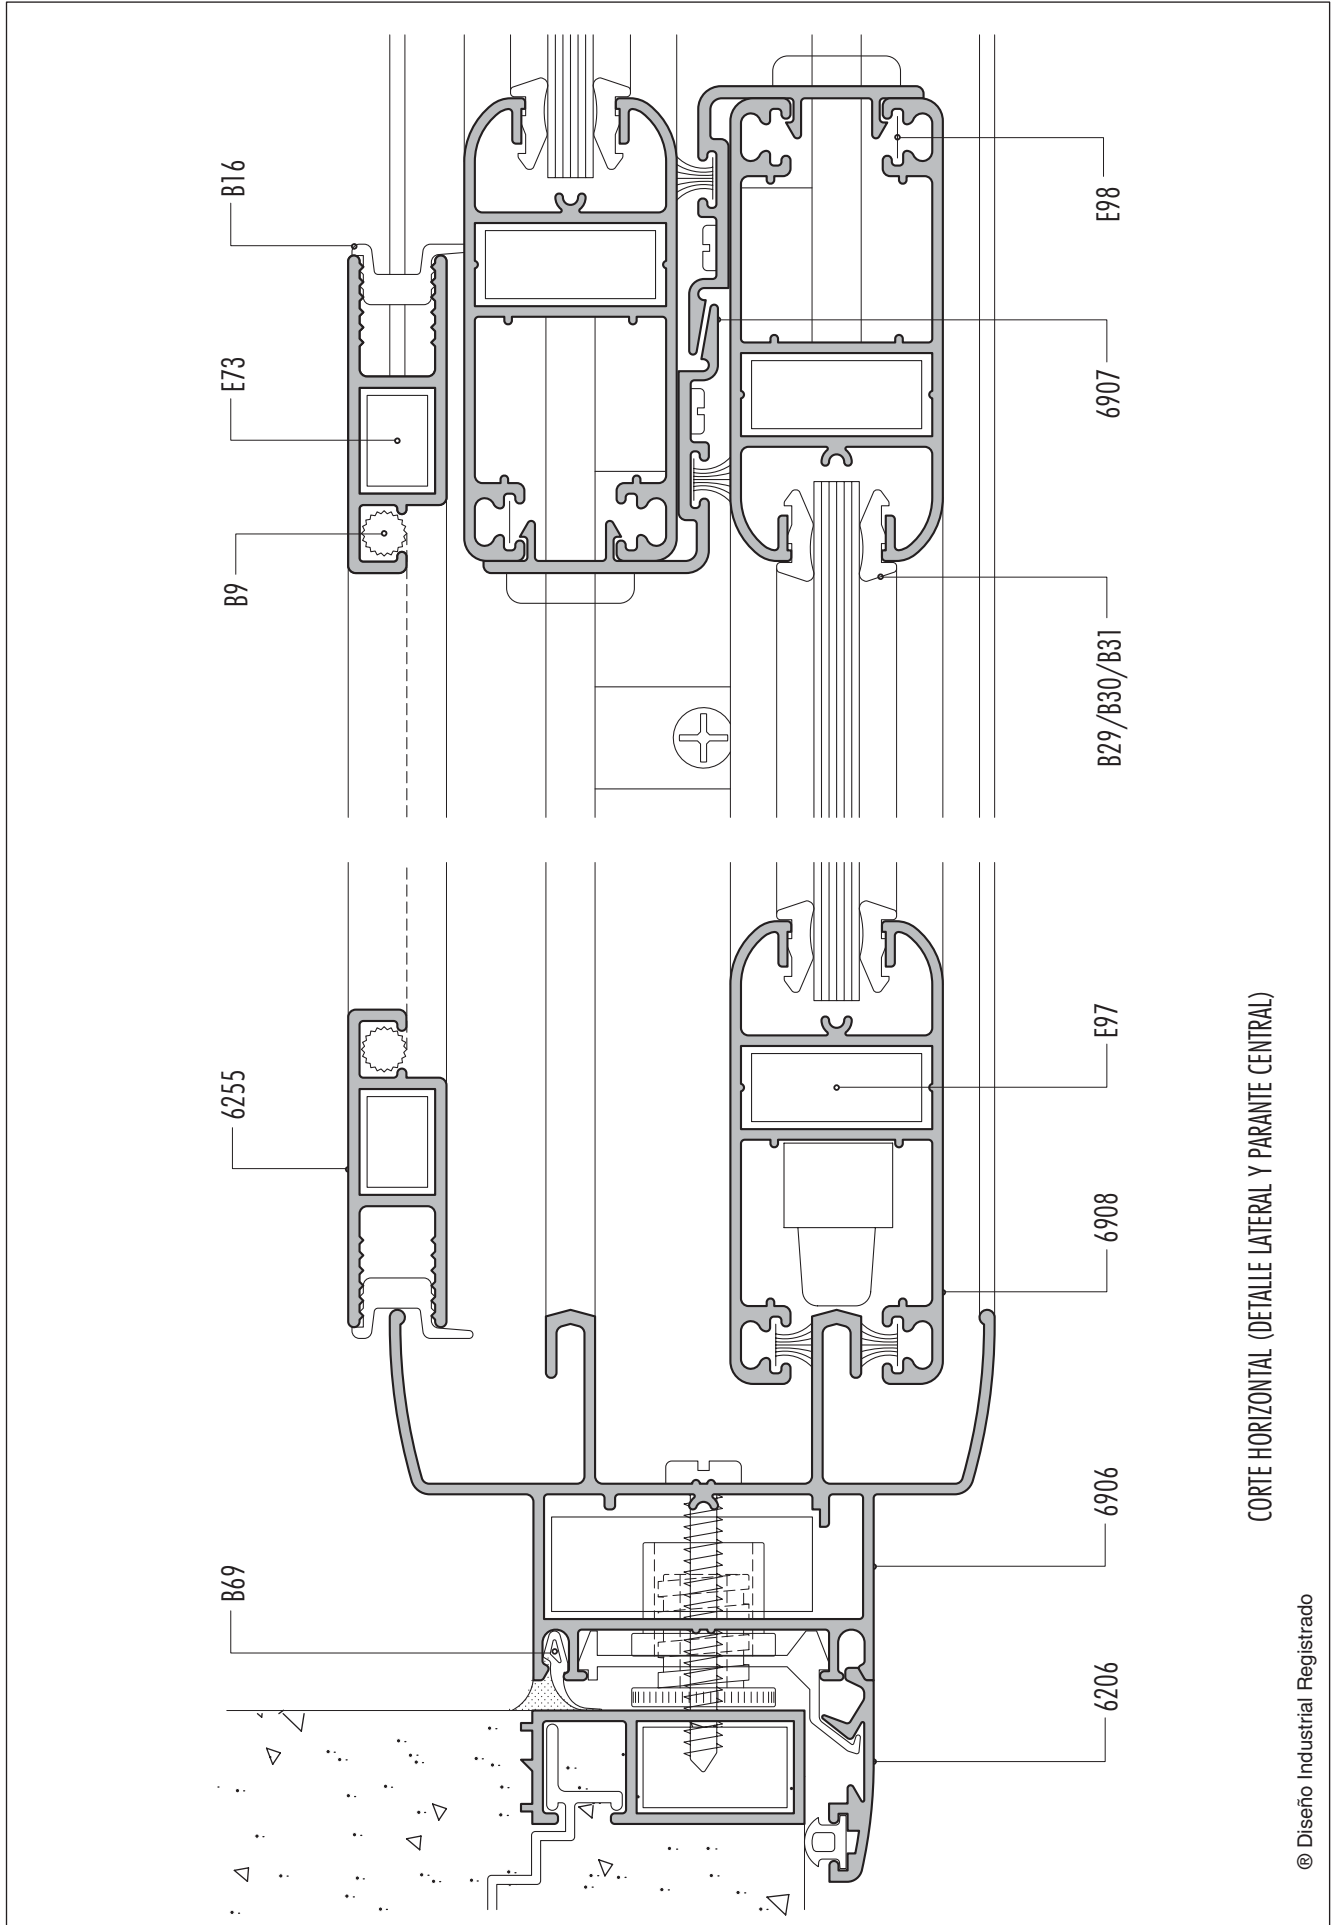 B69
6255
B9
E73
B16
6206
6906
6908
E97
B29/B30/B31
6907
E98
CORTE HORIZONTAL (DETALLE LATERAL Y PARANTE CENTRAL)
® Diseño Industrial Registrado